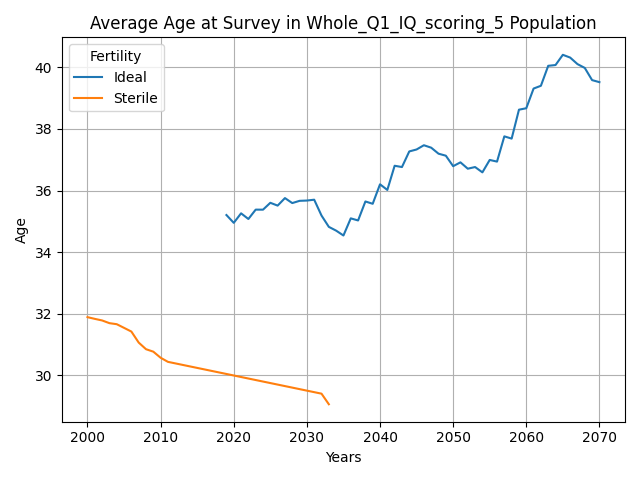 Average Age at Survey in Whole_Q1_IQ_scoring_5 Population
Fertility
Ideal
Sterile
Age
40
38
36
34
32
30
2000 2010 2020 2030 2040 2050 2060 2070
Years